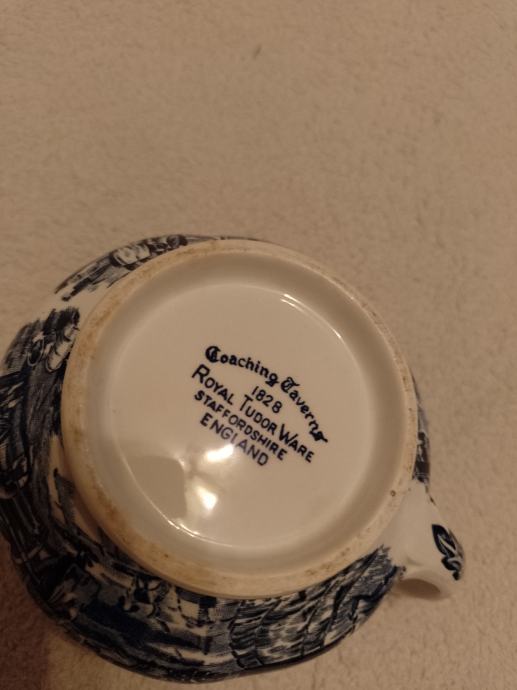 Coaching Taverns
1828
ROYAL TUDOR WARE
STAFFORDSHIRE
ENGLAND